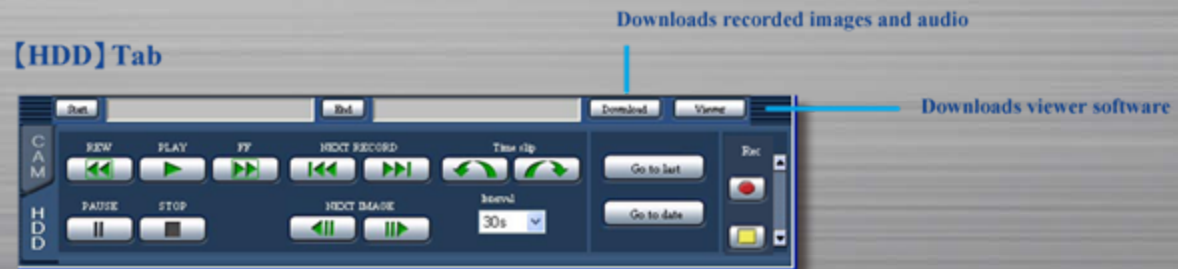 Downloads recorded images and audio
【HDD】Tab
Start End Download Viewer
Downloads viewer software
CAM
REW PLAY FF NEXT RECORD Time slip Rec
Go to last
PAUSE STOP NEXT IMAGE Interval
HDD
30s
Go to date